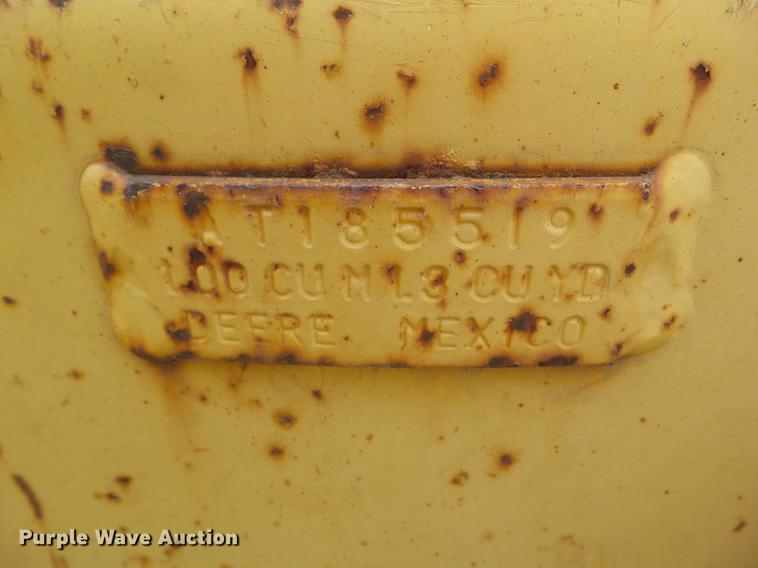 AT185519
1.00 CU M 1.3 CU YD
DEERE MEXICO
Purple Wave Auction